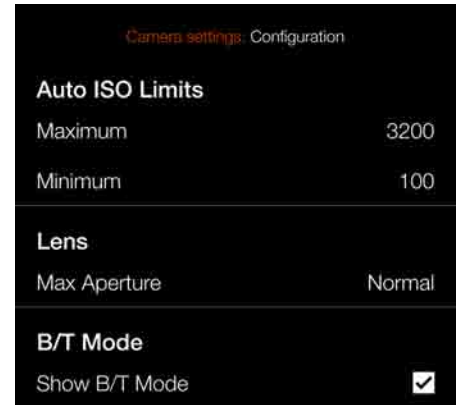 Camera settings: Configuration
Auto ISO Limits
Maximum 3200
Minimum 100
Lens
Max Aperture Normal
B/T Mode
Show B/T Mode